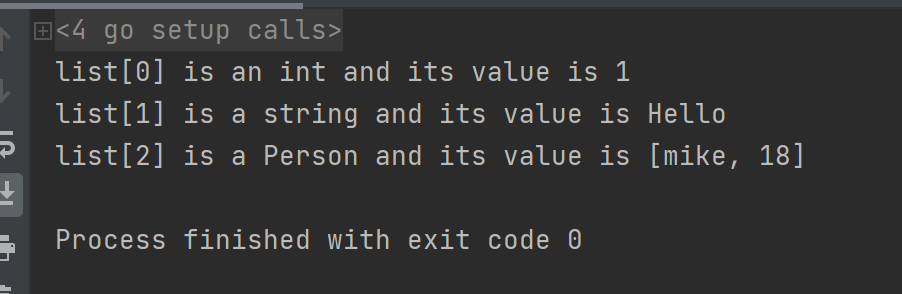 <4 go setup calls>
list[0] is an int and its value is 1
list[1] is a string and its value is Hello
list[2] is a Person and its value is [mike, 18]
Process finished with exit code 0